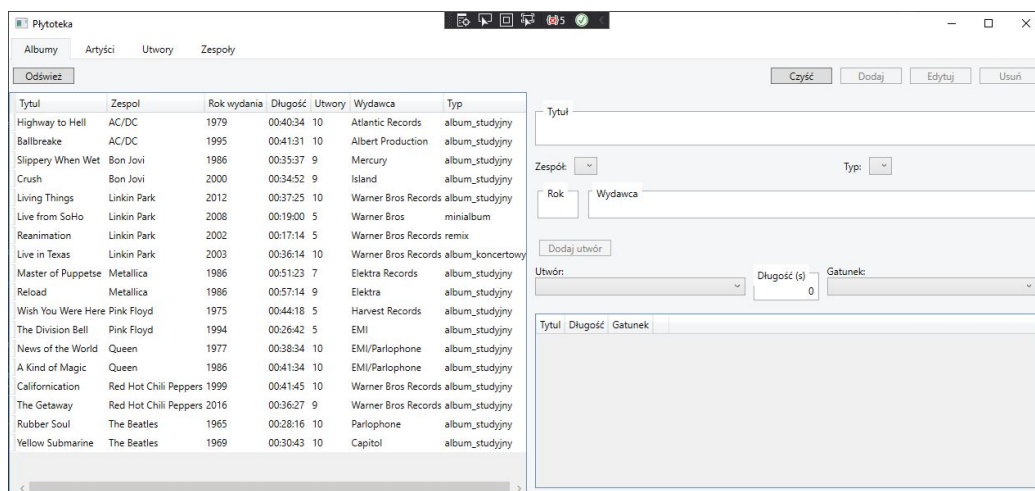 Płytoteka
5
Albumy Artyści Utwory Zespoły
Odśwież
Czyść Dodaj Edytuj Usuń
Tytul Zespol Rok wydania Długość Utwory Wydawca Typ
Highway to Hell AC/DC 1979 00:40:34 10 Atlantic Records album_studyjny
Ballbreake AC/DC 1995 00:41:31 10 Albert Production album_studyjny
Slippery When Wet Bon Jovi 1986 00:35:37 9 Mercury album_studyjny
Crush Bon Jovi 2000 00:34:52 9 Island album_studyjny
Living Things Linkin Park 2012 00:37:25 10 Warner Bros Records album_studyjny
Live from SoHo Linkin Park 2008 00:19:00 5 Warner Bros minialbum
Reanimation Linkin Park 2002 00:17:14 5 Warner Bros Records remix
Live in Texas Linkin Park 2003 00:36:14 10 Warner Bros Records album_koncertowy
Master of Puppetse Metallica 1986 00:51:23 7 Elektra Records album_studyjny
Reload Metallica 1986 00:57:14 9 Elektra album_studyjny
Wish You Were Here Pink Floyd 1975 00:44:18 5 Harvest Records album_studyjny
The Division Bell Pink Floyd 1994 00:26:42 5 EMI album_studyjny
News of the World Queen 1977 00:38:34 10 EMI/Parlophone album_studyjny
A Kind of Magic Queen 1986 00:41:34 10 EMI/Parlophone album_studyjny
Californication Red Hot Chili Peppers 1999 00:41:45 10 Warner Bros Records album_studyjny
The Getaway Red Hot Chili Peppers 2016 00:36:27 9 Warner Bros Records album_studyjny
Rubber Soul The Beatles 1965 00:28:16 10 Parlophone album_studyjny
Yellow Submarine The Beatles 1969 00:30:43 10 Capitol album_studyjny
Tytuł
Zespół: Typ:
Rok Wydawca
Dodaj utwór
Utwór: Długość (s) Gatunek:
0
Tytul Długość Gatunek